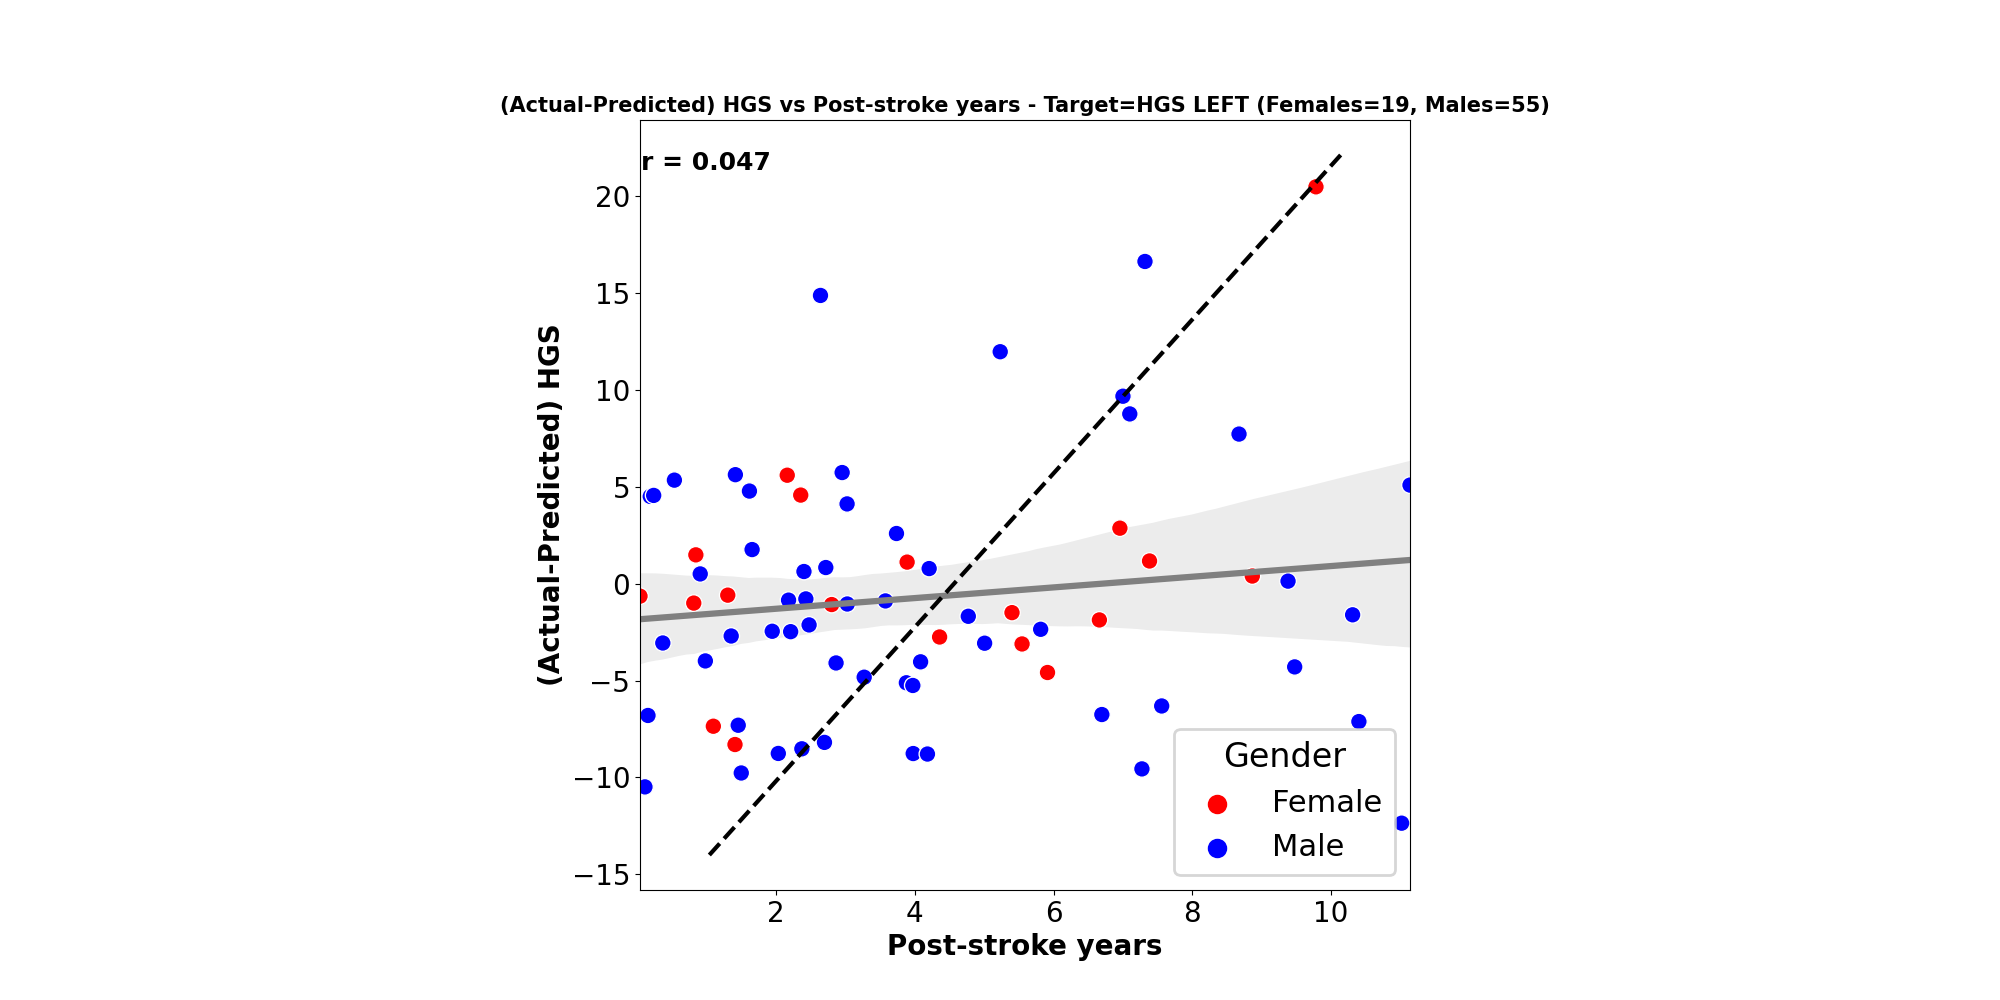 (Actual-Predicted) HGS vs Post-stroke years - Target=HGS LEFT (Females=19, Males=55)
r = 0.047
20
15
10
5
0
−5
−10
−15
(Actual-Predicted) HGS
Gender
Female
Male
2 4 6 8 10
Post-stroke years